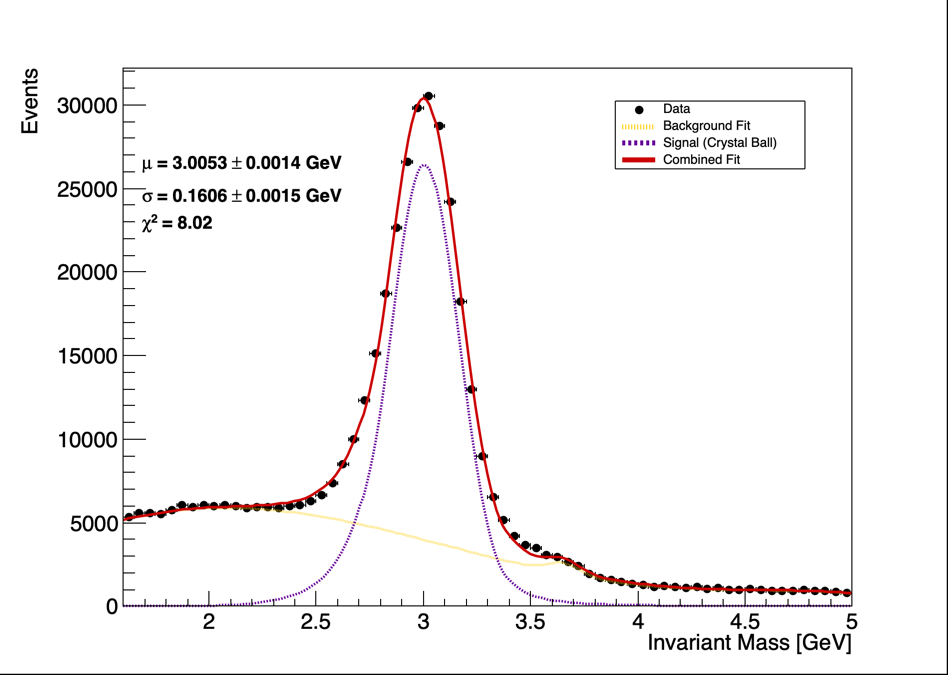 Events
30000
25000
20000
15000
10000
5000
0
μ = 3.0053 ± 0.0014 GeV
σ = 0.1606 ± 0.0015 GeV
χ² = 8.02
Data
Background Fit
Signal (Crystal Ball)
Combined Fit
2 2.5 3 3.5 4 4.5 5
Invariant Mass [GeV]